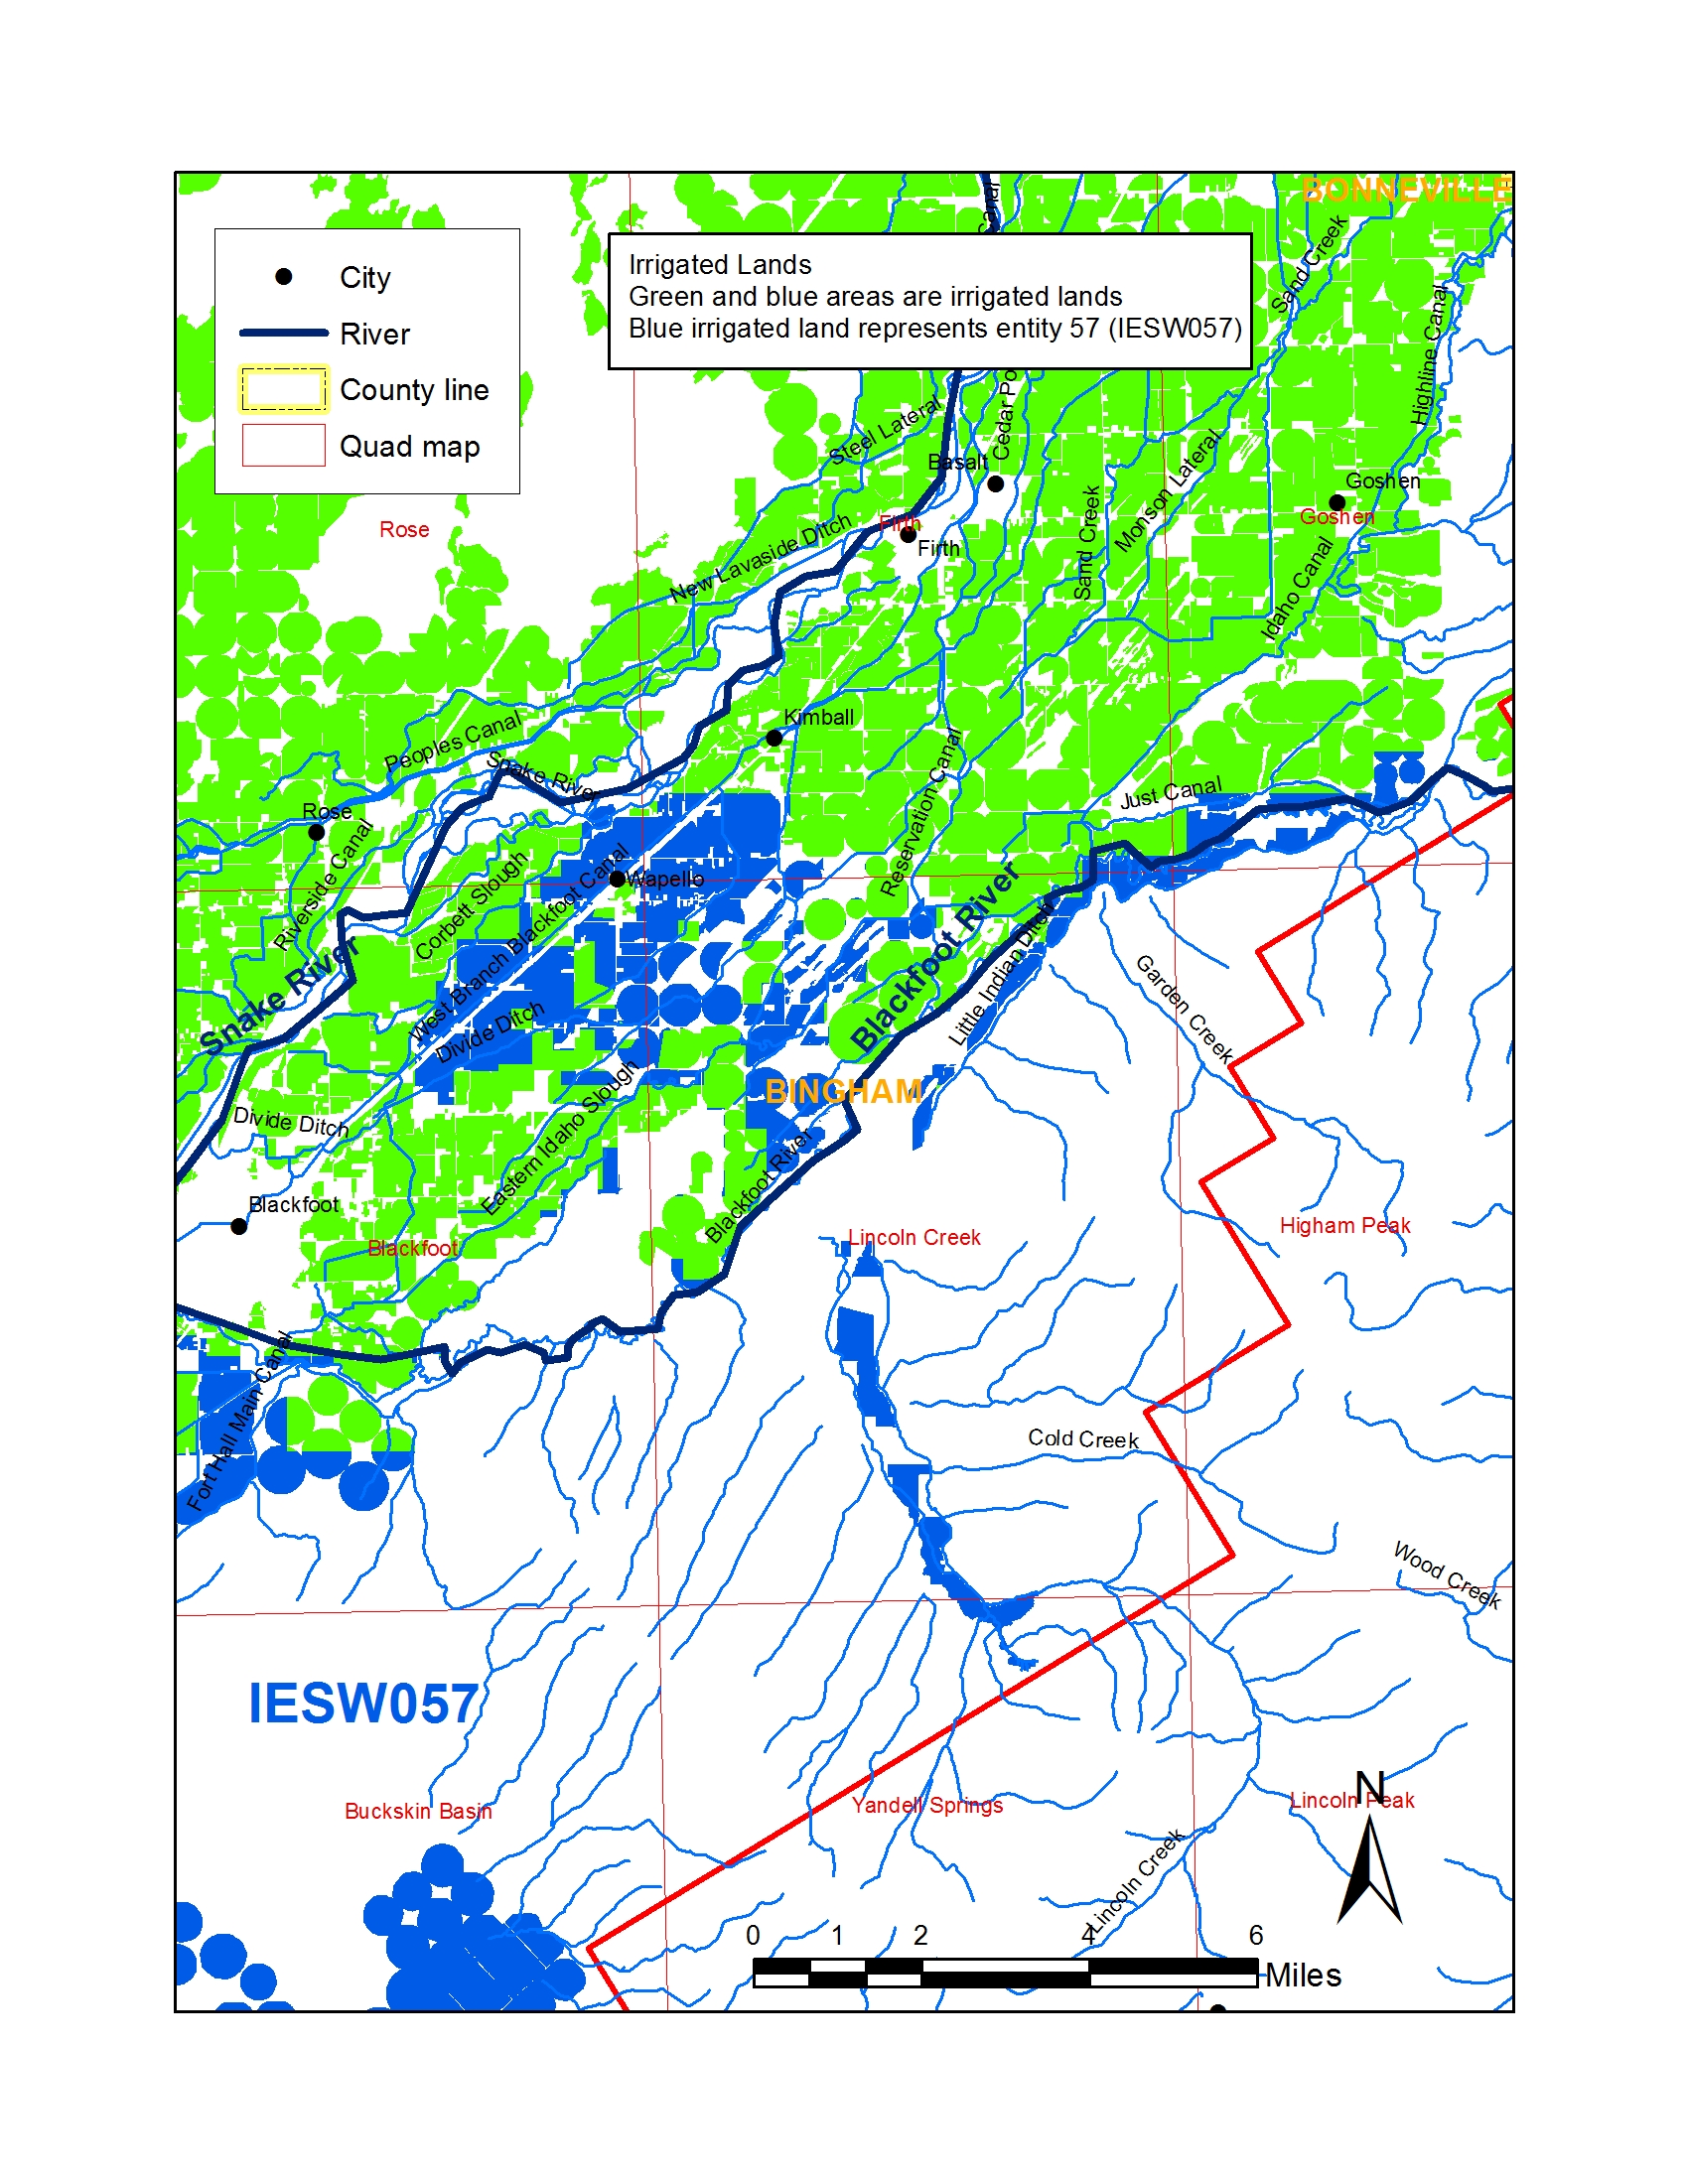 BONNEVILLE
Canal
City
River
County line
Quad map
Irrigated Lands
Green and blue areas are irrigated lands
Blue irrigated land represents entity 57 (IESW057)
Sand Creek
Highline Canal
Steel Lateral
Cedar Po
Basalt
Monson Lateral
Goshen
Goshen
Rose
Firth
Firth
New Lavaside Ditch
Sand Creek
Idaho Canal
Kimball
Peoples Canal
Snake River
Reservation Canal
Just Canal
Rose
Riverside Canal
Corbett Slough
West Branch Blackfoot Canal
Wapello
Blackfoot River
Little Indian Ditch
Garden Creek
Snake River
Divide Ditch
BINGHAM
Divide Ditch
Eastern Idaho Slough
Blackfoot River
Blackfoot
Blackfoot
Lincoln Creek
Higham Peak
Fort Hall Main Canal
Cold Creek
Wood Creek
IESW057
Buckskin Basin
Yandell Springs
Lincoln Peak
N
Lincoln Creek
0 1 2 4 6
Miles